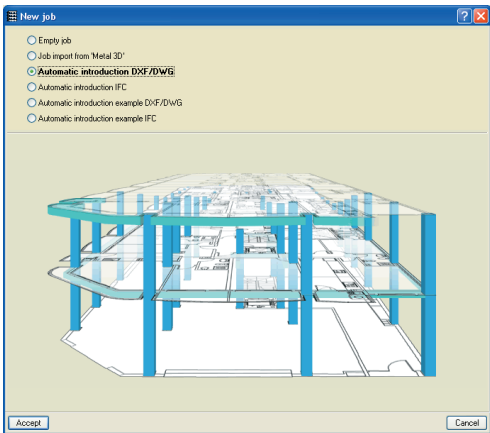 New job
Empty job
Job import from 'Metal 3D'
Automatic introduction DXF/DWG
Automatic introduction IFC
Automatic introduction example DXF/DWG
Automatic introduction example IFC
Accept
Cancel